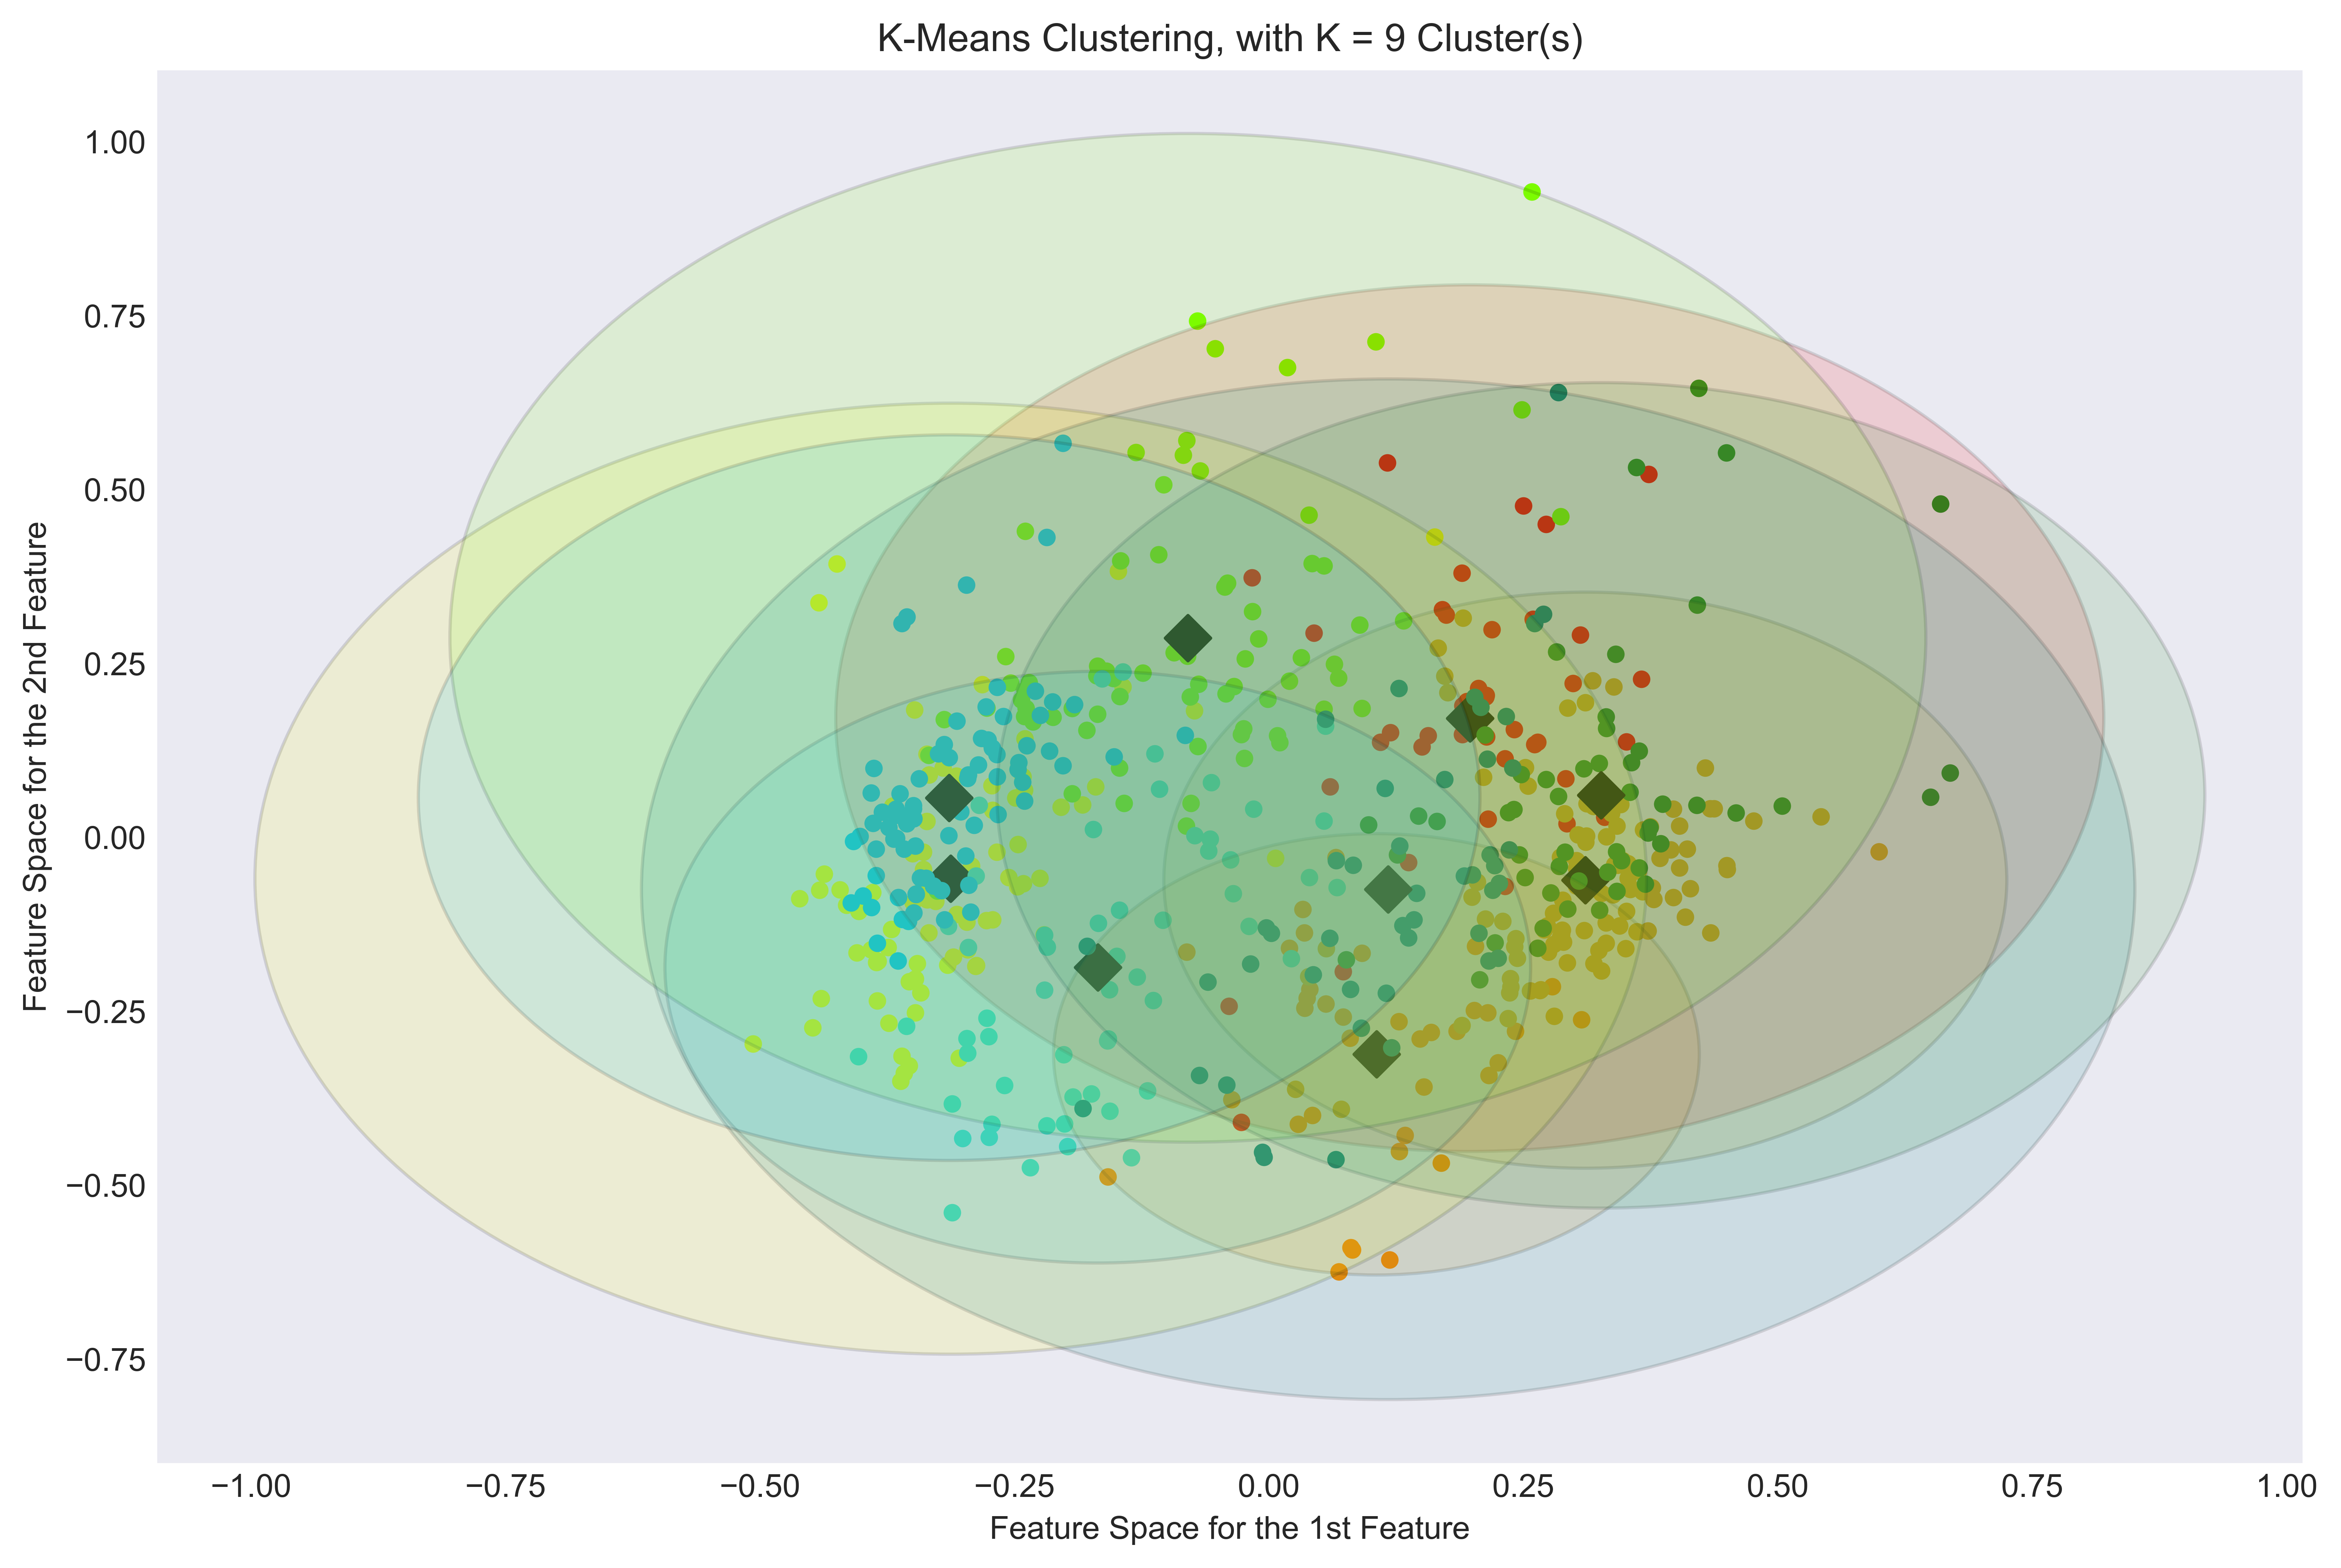 K-Means Clustering, with K = 9 Cluster(s)
1.00
0.75
0.50
0.25
0.00
−0.25
−0.50
−0.75
Feature Space for the 2nd Feature
−1.00 −0.75 −0.50 −0.25 0.00 0.25 0.50 0.75 1.00
Feature Space for the 1st Feature